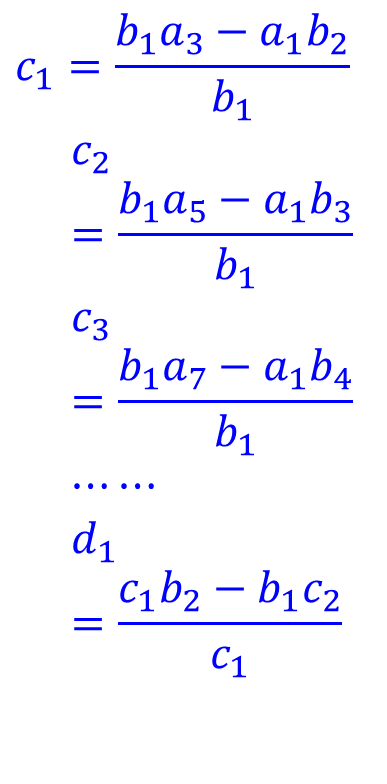 c₁ = (b₁a₃ − a₁b₂) / b₁
c₂
= (b₁a₅ − a₁b₃) / b₁
c₃
= (b₁a₇ − a₁b₄) / b₁
... ...
d₁
= (c₁b₂ − b₁c₂) / c₁